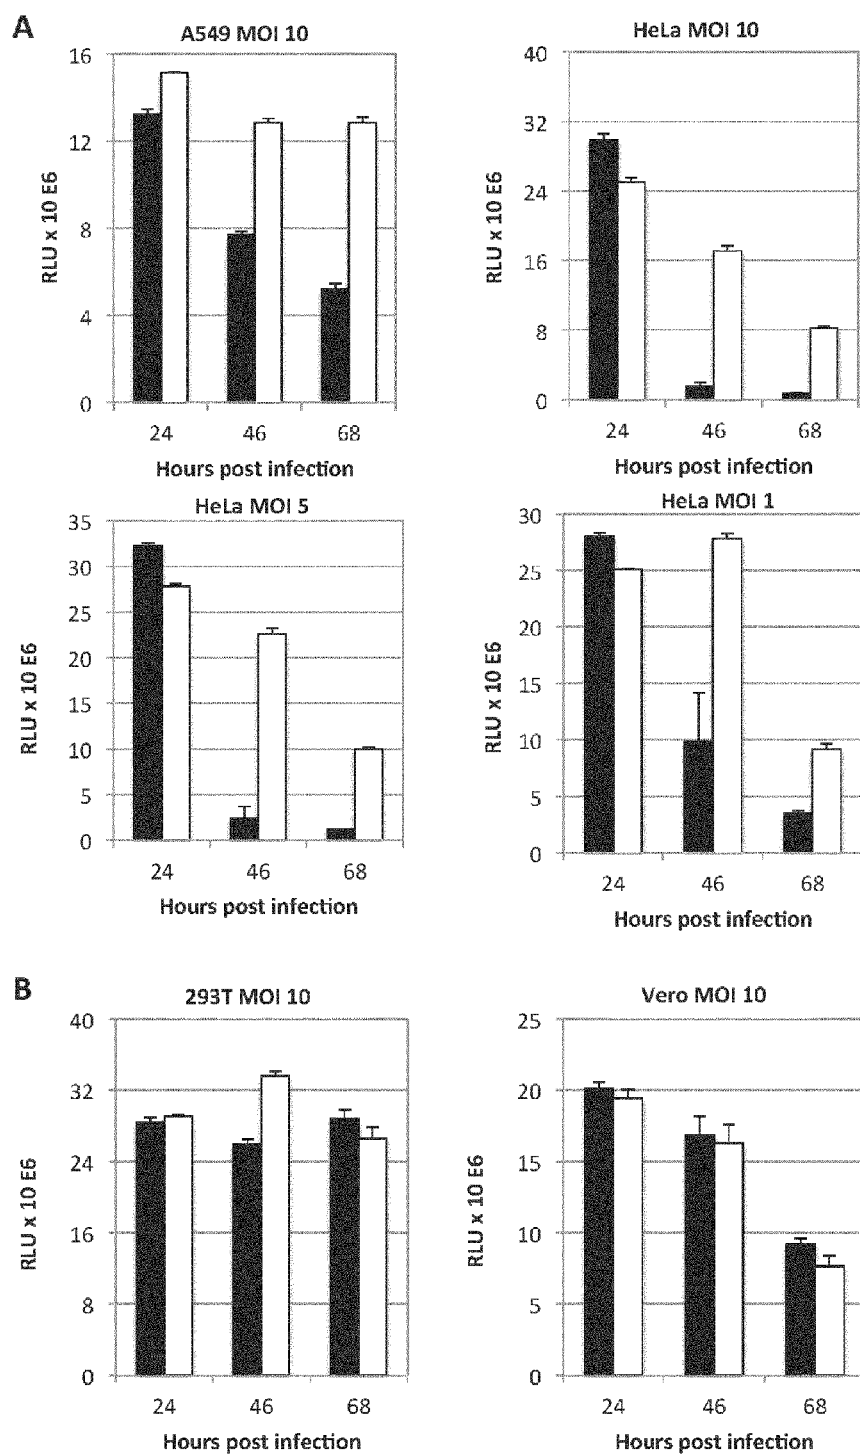 A
A549 MOI 10
RLU x 10 E6
16
12
8
4
0
24 46 68
Hours post infection
HeLa MOI 10
RLU x 10 E6
40
32
24
16
8
0
24 46 68
Hours post infection
HeLa MOI 5
RLU x 10 E6
35
30
25
20
15
10
5
0
24 46 68
Hours post infection
HeLa MOI 1
RLU x 10 E6
30
25
20
15
10
5
0
24 46 68
Hours post infection
B
293T MOI 10
RLU x 10 E6
40
32
24
16
8
0
24 46 68
Hours post infection
Vero MOI 10
RLU x 10 E6
25
20
15
10
5
0
24 46 68
Hours post infection